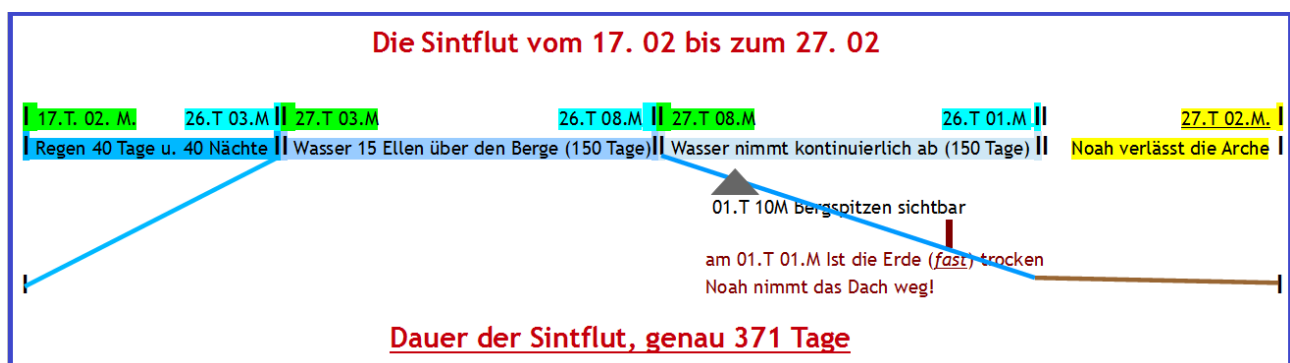 Die Sintflut vom 17. 02 bis zum 27. 02
17.T. 02. M. 26.T 03.M 27.T 03.M 26.T 08.M 27.T 08.M 26.T 01.M 27.T 02.M.
Regen 40 Tage u. 40 Nächte Wasser 15 Ellen über den Berge (150 Tage) Wasser nimmt kontinuierlich ab (150 Tage) Noah verlässt die Arche
01.T 10M Bergspitzen sichtbar
am 01.T 01.M Ist die Erde (fast) trocken
Noah nimmt das Dach weg!
Dauer der Sintflut, genau 371 Tage